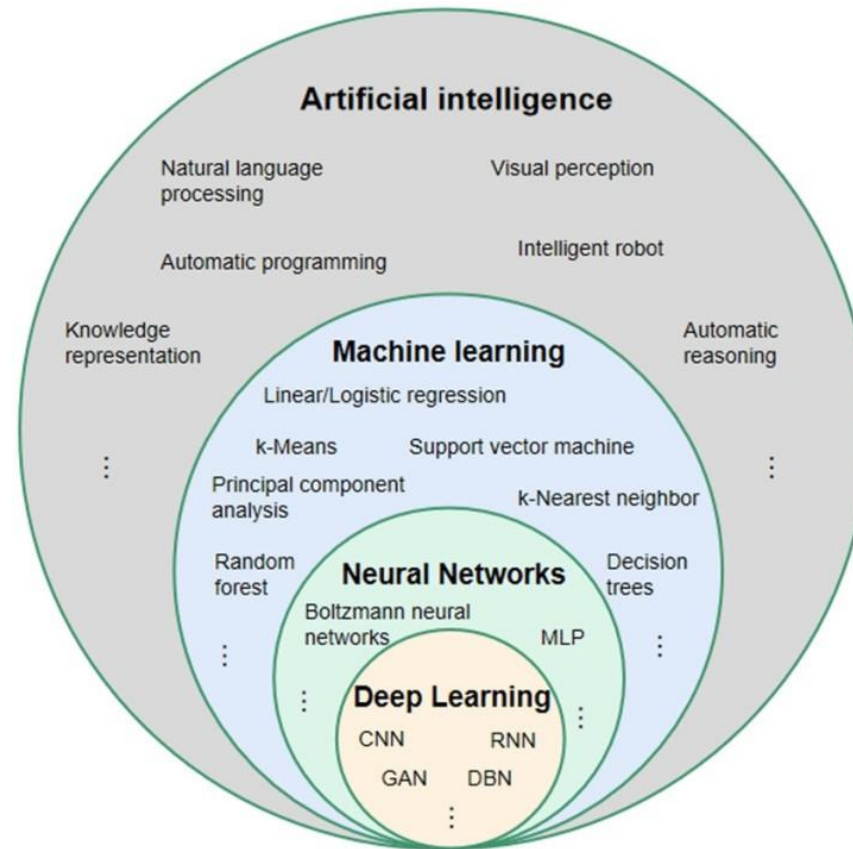 Artificial intelligence
Natural language
processing
Visual perception
Automatic programming
Intelligent robot
Knowledge
representation
Automatic
reasoning
Machine learning
Linear/Logistic regression
k-Means
Support vector machine
Principal component
analysis
k-Nearest neighbor
Random
forest
Decision
trees
Neural Networks
Boltzmann neural
networks
MLP
Deep Learning
CNN
RNN
GAN
DBN